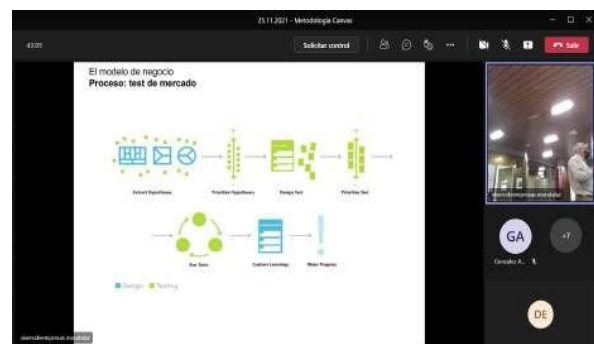 25.11.2021 - Metodología Canvas
43:05
Solicitar control
Salir
El modelo de negocio
Proceso: test de mercado
Extract Hypotheses
Prioritize Hypotheses
Design Test
Prioritize Test
Run Tests
Capture Learnings
Make Progress
Design
Testing
GA
+7
Gonzalez A...
DE